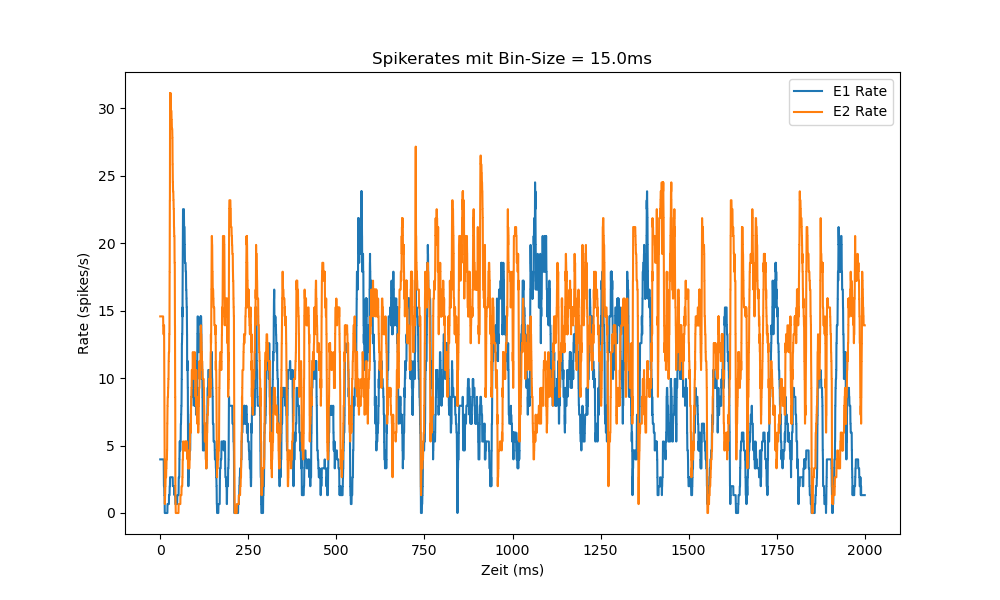 Spikerates mit Bin-Size = 15.0ms
E1 Rate
E2 Rate
30
25
20
15
10
5
0
Rate (spikes/s)
0 250 500 750 1000 1250 1500 1750 2000
Zeit (ms)